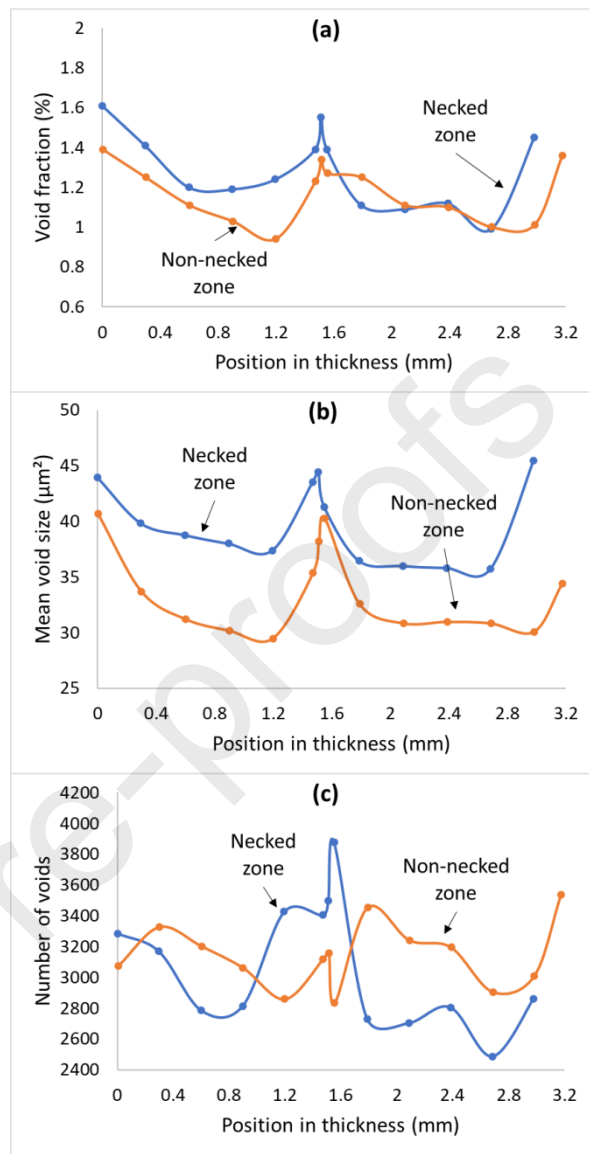 (a)
2
1.8
1.6
1.4
1.2
1
0.8
0.6
Void fraction (%)
Necked
zone
Non-necked
zone
0 0.4 0.8 1.2 1.6 2 2.4 2.8 3.2
Position in thickness (mm)
(b)
50
45
40
35
30
25
Mean void size (µm²)
Necked
zone
Non-necked
zone
0 0.4 0.8 1.2 1.6 2 2.4 2.8 3.2
Position in thickness (mm)
(c)
4200
4000
3800
3600
3400
3200
3000
2800
2600
2400
Number of voids
Necked
zone
Non-necked
zone
0 0.4 0.8 1.2 1.6 2 2.4 2.8 3.2
Position in thickness (mm)
re-proofs